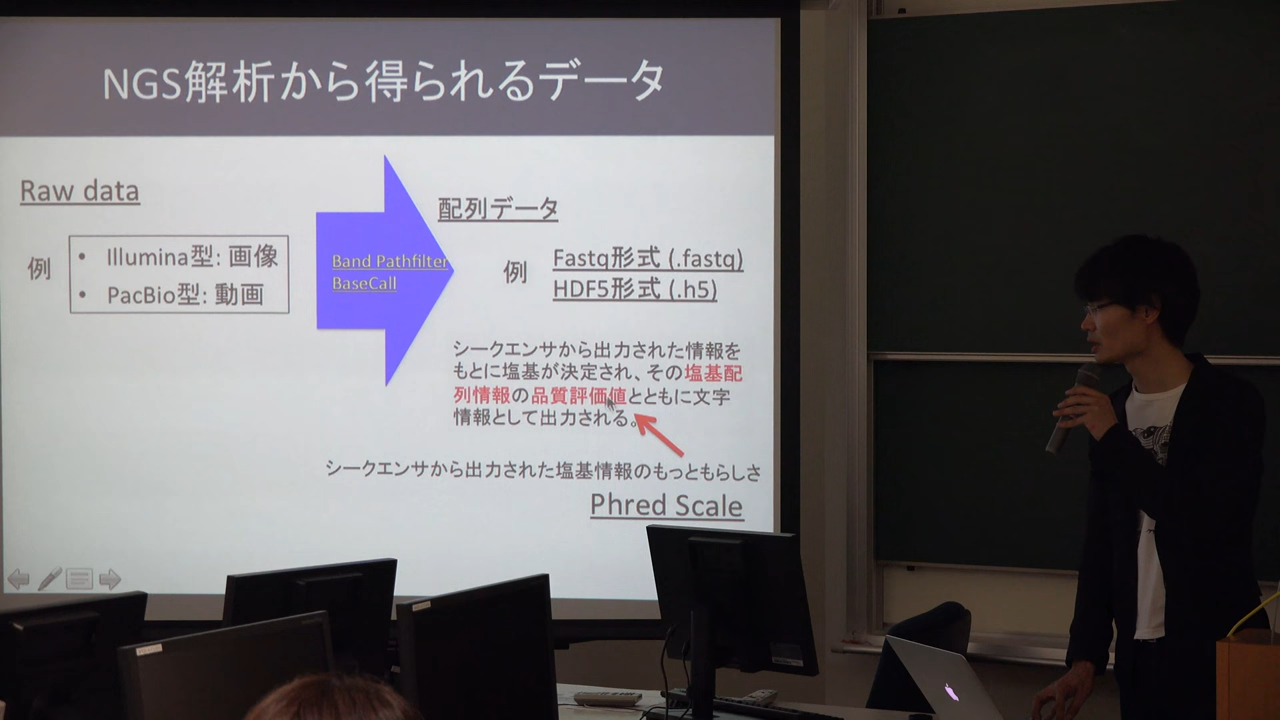 NGS解析から得られるデータ
Raw data
例
• Illumina型: 画像
• PacBio型: 動画
Band Pathfilter
BaseCall
配列データ
例
Fastq形式 (.fastq)
HDF5形式 (.h5)
シークエンサから出力された情報を
もとに塩基が決定され、その塩基配
列情報の品質評価値とともに文字
情報として出力される。
シークエンサから出力された塩基情報のもっともらしさ
Phred Scale